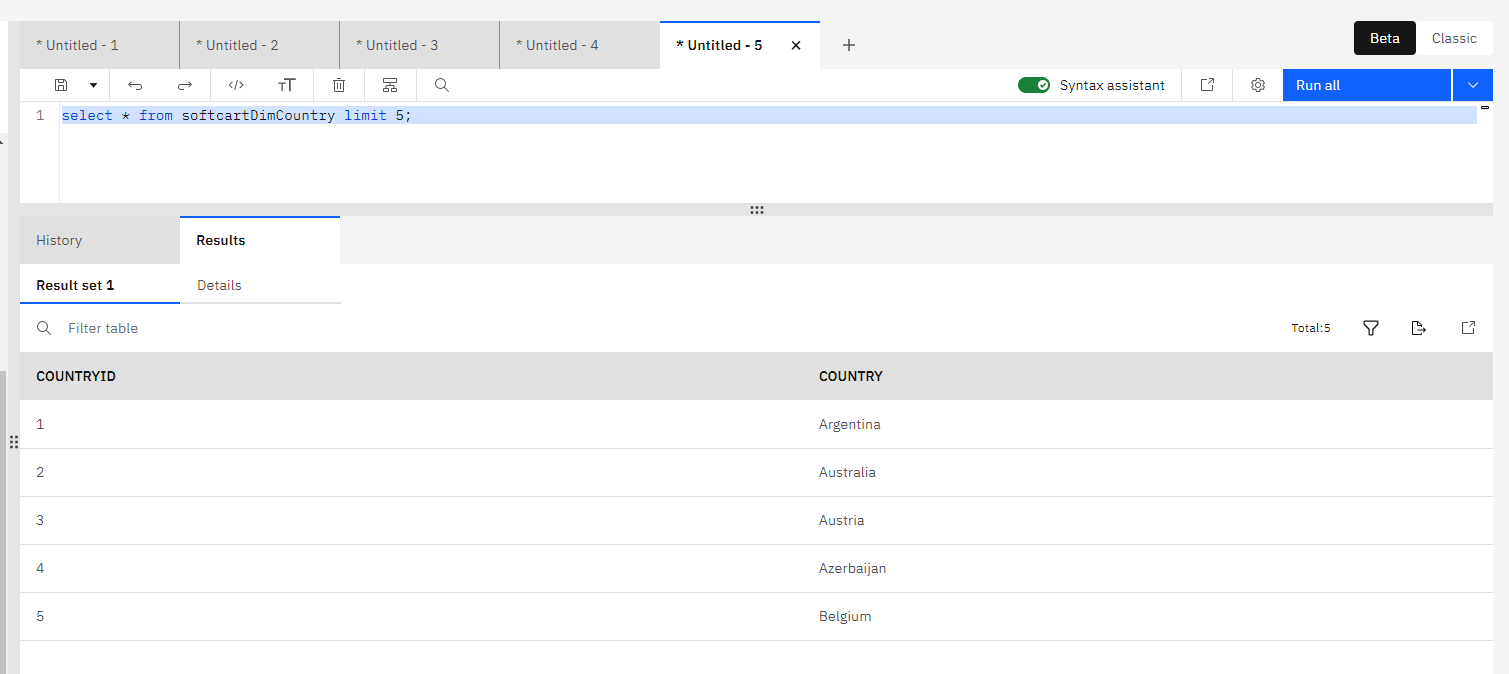 * Untitled - 1 * Untitled - 2 * Untitled - 3 * Untitled - 4 * Untitled - 5 Beta Classic
Syntax assistant Run all
1 select * from softcartDimCountry limit 5;
History Results
Result set 1 Details
Filter table Total:5
COUNTRYID COUNTRY
1 Argentina
2 Australia
3 Austria
4 Azerbaijan
5 Belgium